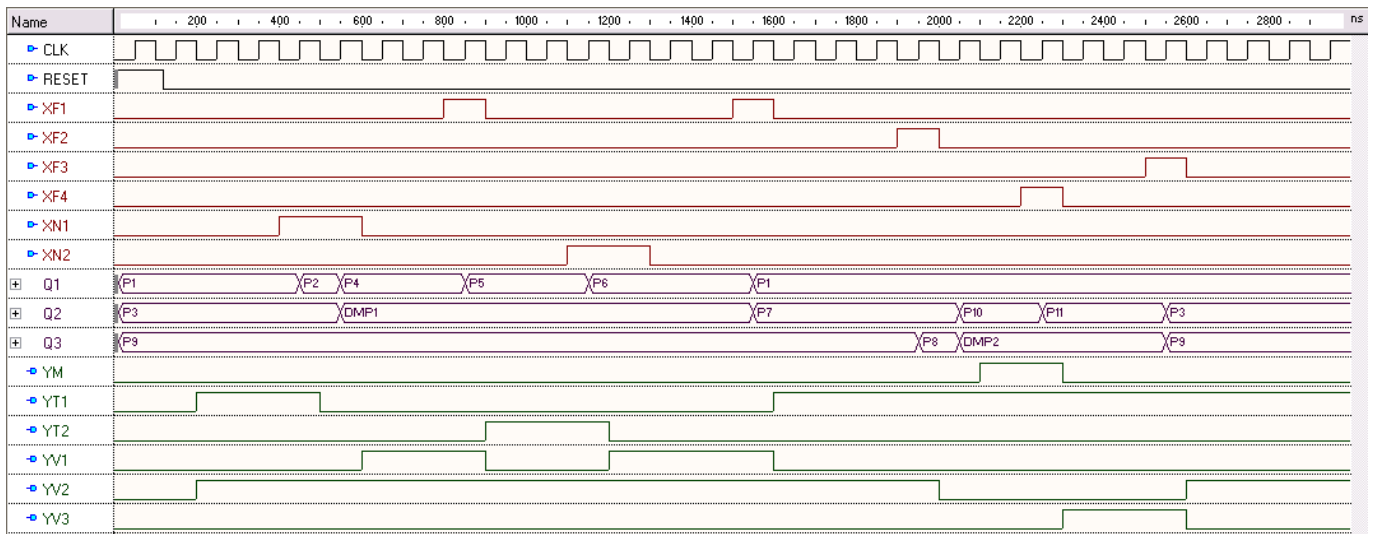 Name 200 400 600 800 1000 1200 1400 1600 1800 2000 2200 2400 2600 2800 ns
CLK
RESET
XF1
XF2
XF3
XF4
XN1
XN2
Q1 P1 P2 P4 P5 P6 P1
Q2 P3 DMP1 P7 P10 P11 P3
Q3 P9 P8 DMP2 P9
YM
YT1
YT2
YV1
YV2
YV3